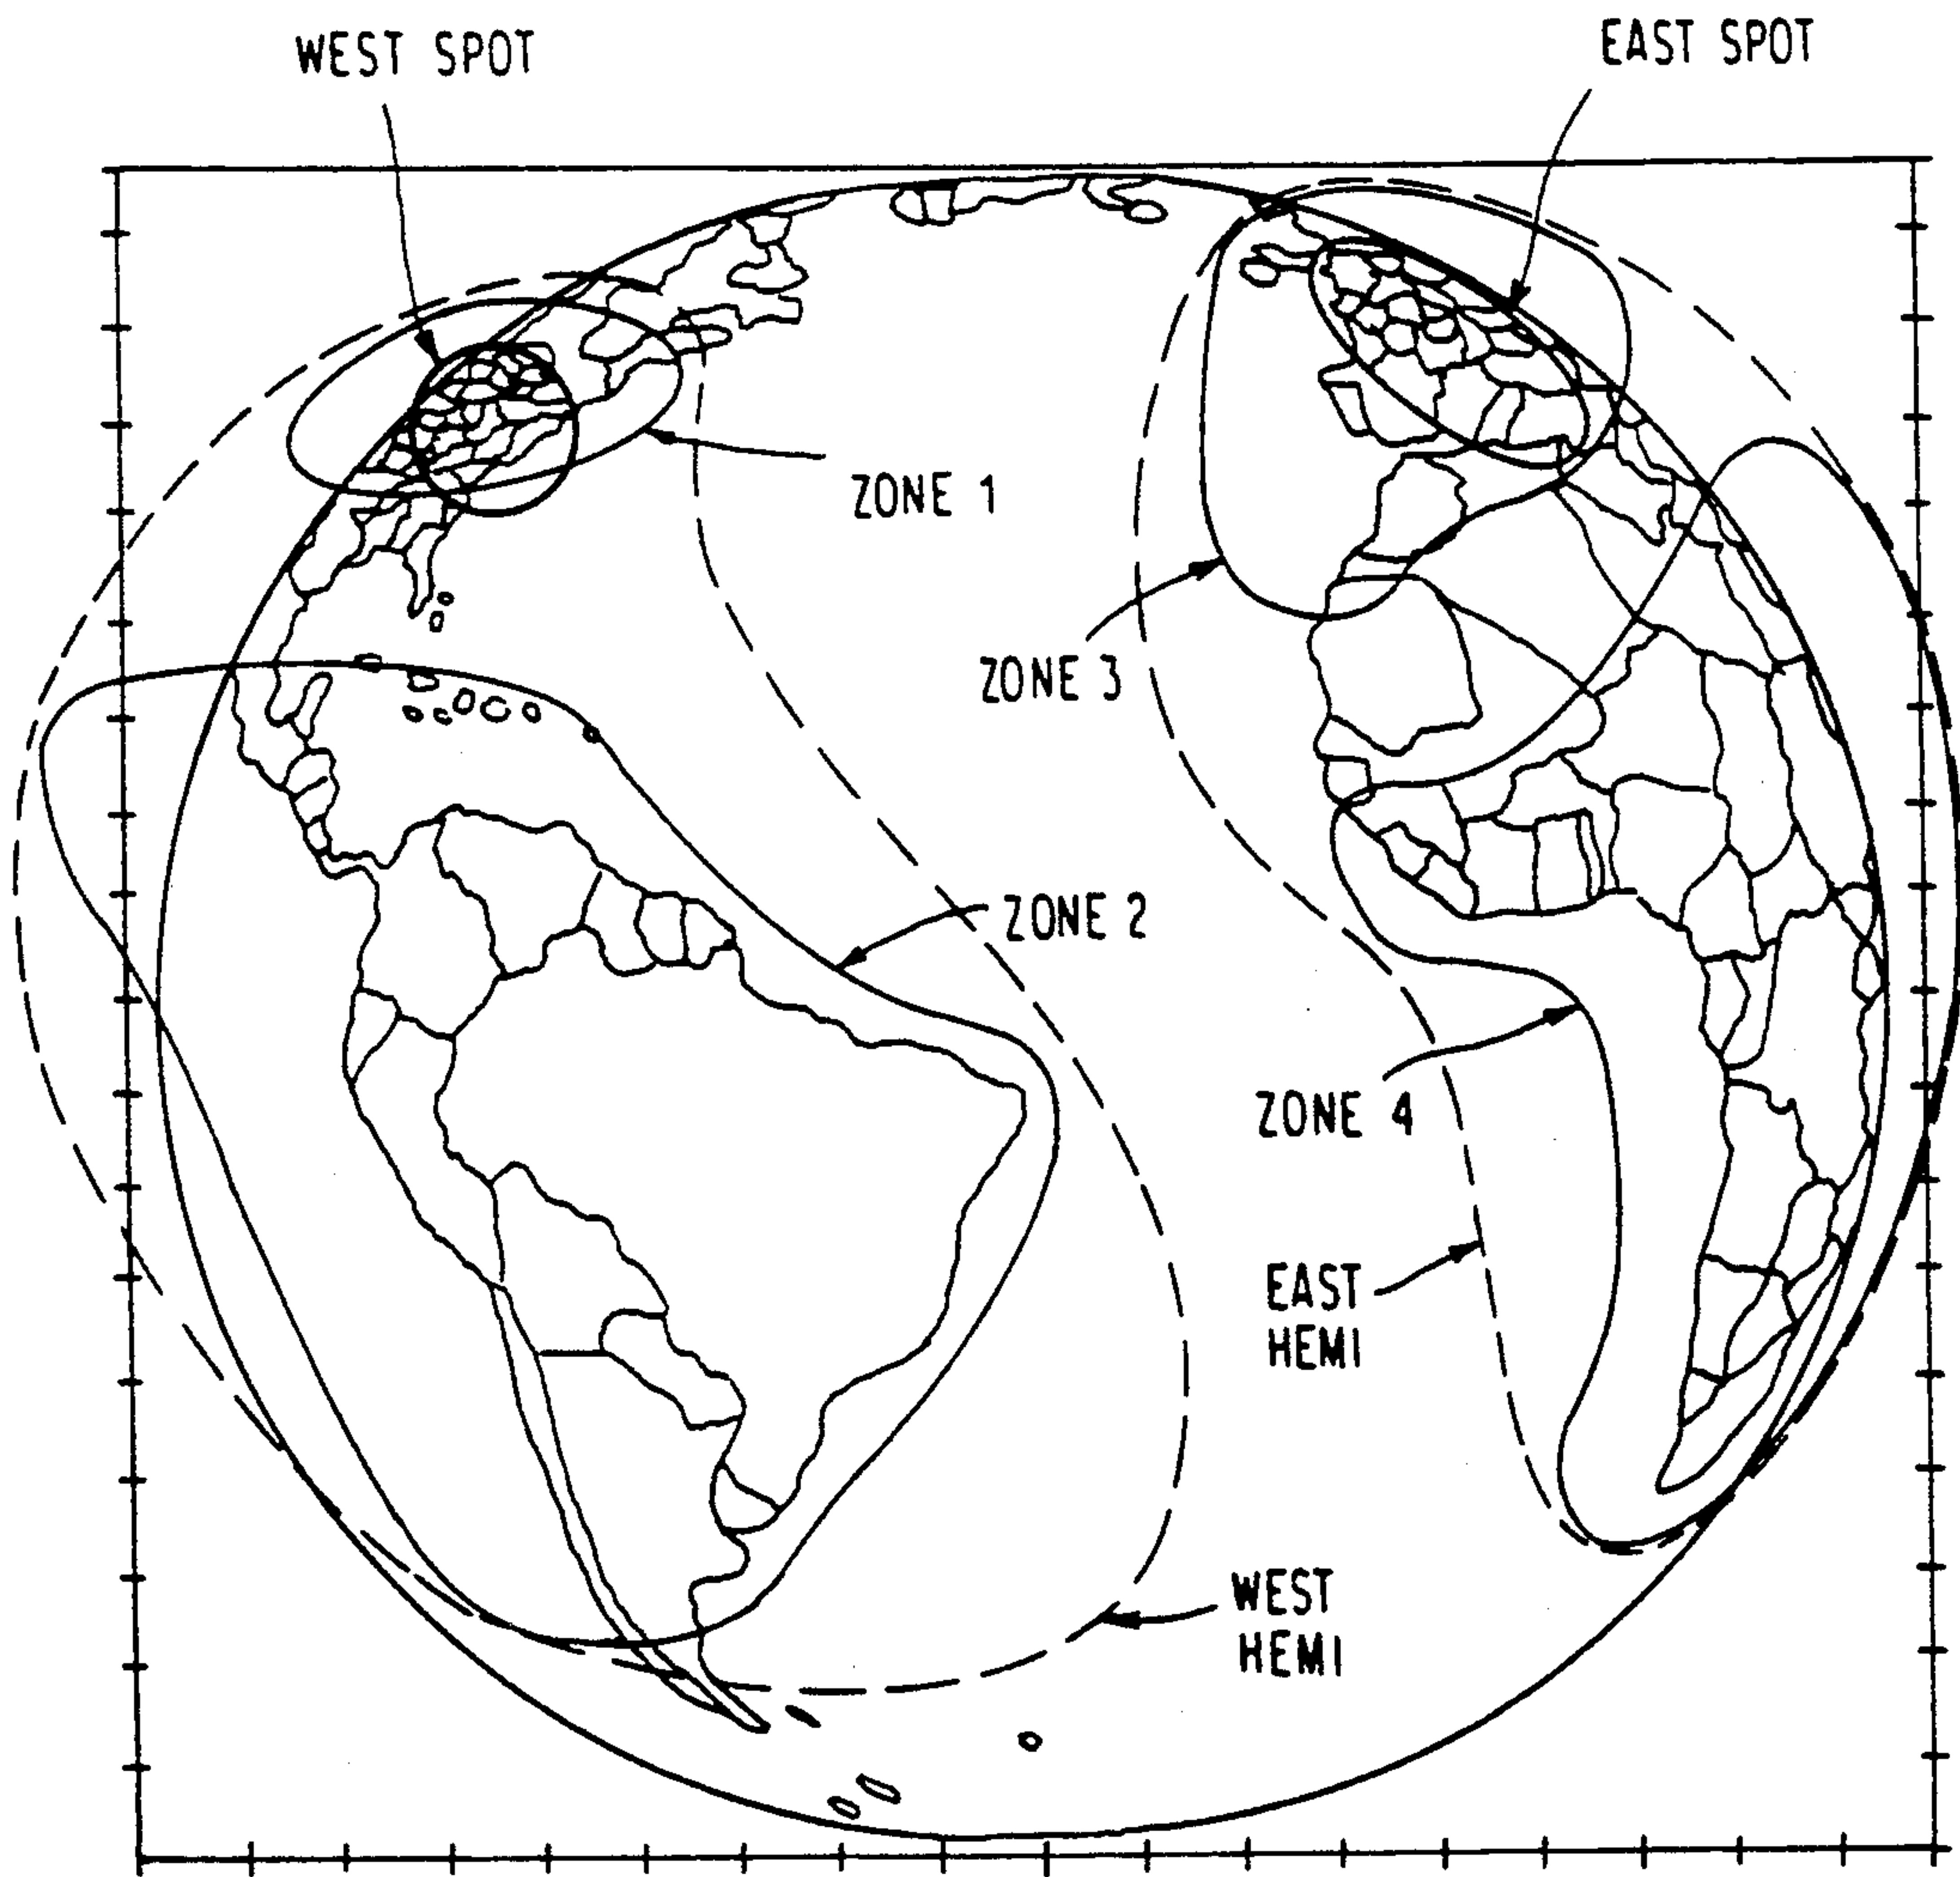 WEST SPOT
EAST SPOT
ZONE 1
ZONE 3
ZONE 2
ZONE 4
EAST
HEMI
WEST
HEMI